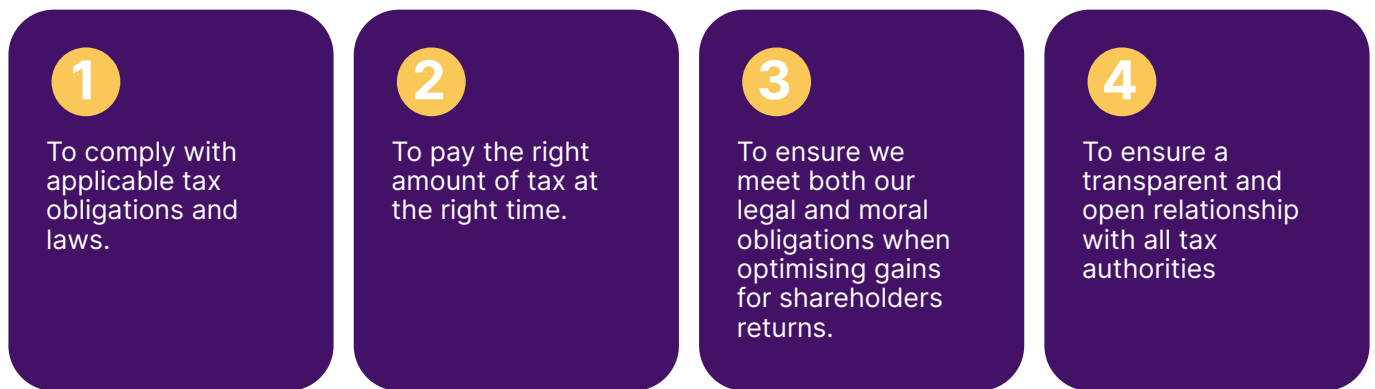 1
To comply with
applicable tax
obligations and
laws.
2
To pay the right
amount of tax at
the right time.
3
To ensure we
meet both our
legal and moral
obligations when
optimising gains
for shareholders
returns.
4
To ensure a
transparent and
open relationship
with all tax
authorities